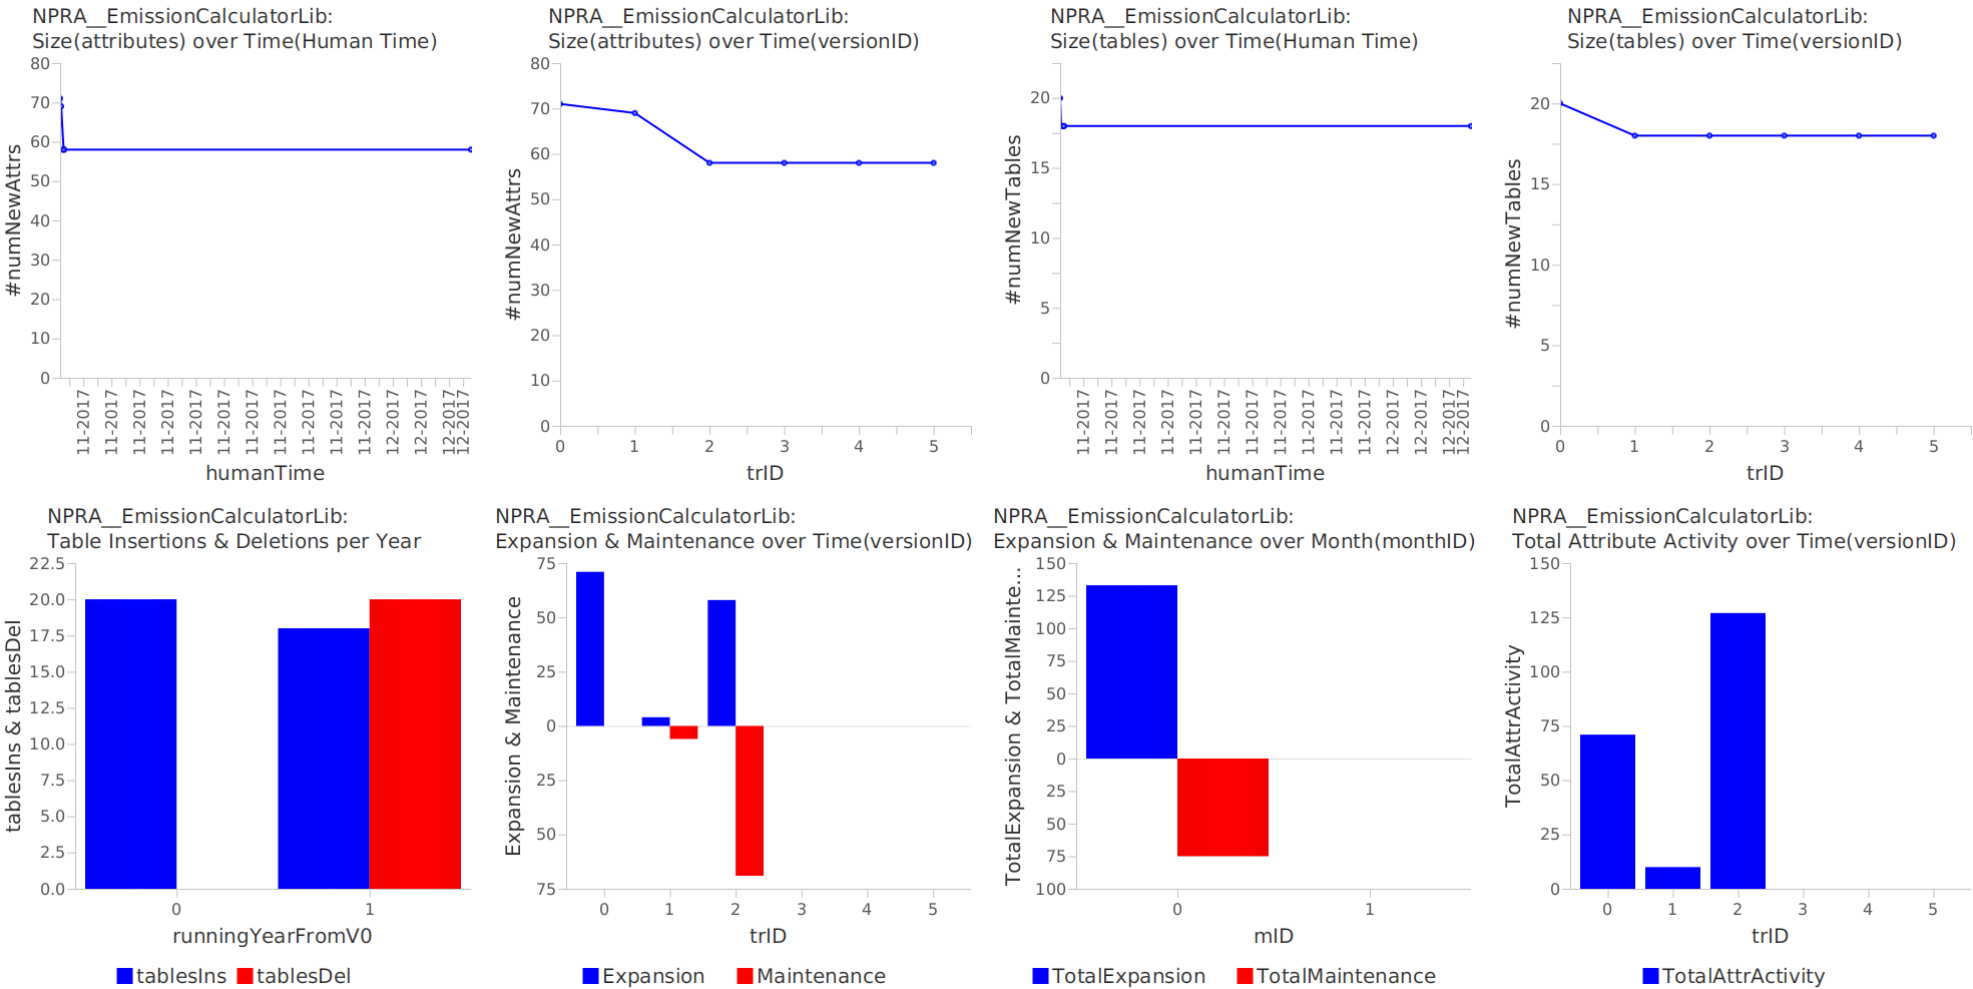 NPRA__EmissionCalculatorLib:
Size(attributes) over Time(Human Time)
80
70
60
50
40
30
20
10
0
#numNewAttrs
11-2017
11-2017
11-2017
11-2017
11-2017
11-2017
11-2017
11-2017
11-2017
11-2017
12-2017
12-2017
12-2017
12-2017
humanTime
NPRA__EmissionCalculatorLib:
Size(attributes) over Time(versionID)
80
70
60
50
40
30
20
10
0
#numNewAttrs
0 1 2 3 4 5
trID
NPRA__EmissionCalculatorLib:
Size(tables) over Time(Human Time)
20
15
10
5
0
#numNewTables
11-2017
11-2017
11-2017
11-2017
11-2017
11-2017
11-2017
11-2017
11-2017
11-2017
12-2017
12-2017
12-2017
12-2017
humanTime
NPRA__EmissionCalculatorLib:
Size(tables) over Time(versionID)
20
15
10
5
0
#numNewTables
0 1 2 3 4 5
trID
NPRA__EmissionCalculatorLib:
Table Insertions & Deletions per Year
22.5
20.0
17.5
15.0
12.5
10.0
7.5
5.0
2.5
0.0
tablesIns & tablesDel
0 1
runningYearFromV0
tablesIns tablesDel
NPRA__EmissionCalculatorLib:
Expansion & Maintenance over Time(versionID)
75
50
25
0
25
50
75
Expansion & Maintenance
0 1 2 3 4 5
trID
Expansion Maintenance
NPRA__EmissionCalculatorLib:
Expansion & Maintenance over Month(monthID)
150
125
100
75
50
25
0
25
50
75
100
TotalExpansion & TotalMainte...
0 1
mID
TotalExpansion TotalMaintenance
NPRA__EmissionCalculatorLib:
Total Attribute Activity over Time(versionID)
150
125
100
75
50
25
0
TotalAttrActivity
0 1 2 3 4 5
trID
TotalAttrActivity